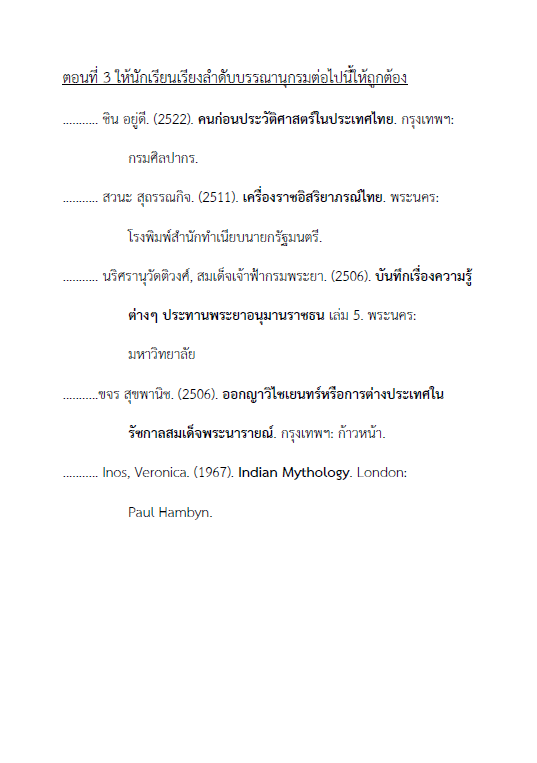 ตอนที่ 3 ให้นักเรียนเรียงลำดับบรรณานุกรมต่อไปนี้ให้ถูกต้อง
........... ชิน อยู่ดี. (2522). คนก่อนประวัติศาสตร์ในประเทศไทย. กรุงเทพฯ:
กรมศิลปากร.
........... สวนะ สุถรรณกิจ. (2511). เครื่องราชอิสริยาภรณ์ไทย. พระนคร:
โรงพิมพ์สำนักทำเนียบนายกรัฐมนตรี.
........... นริศรานุวัดติวงศ์, สมเด็จเจ้าฟ้ากรมพระยา. (2506). บันทึกเรื่องความรู้
ต่างๆ ประทานพระยาอนุมานราชธน เล่ม 5. พระนคร:
มหาวิทยาลัย
...........ขจร สุขพานิช. (2506). ออกญาวิไชเยนทร์หรือการต่างประเทศใน
รัชกาลสมเด็จพระนารายณ์. กรุงเทพฯ: ก้าวหน้า.
........... Inos, Veronica. (1967). Indian Mythology. London:
Paul Hambyn.